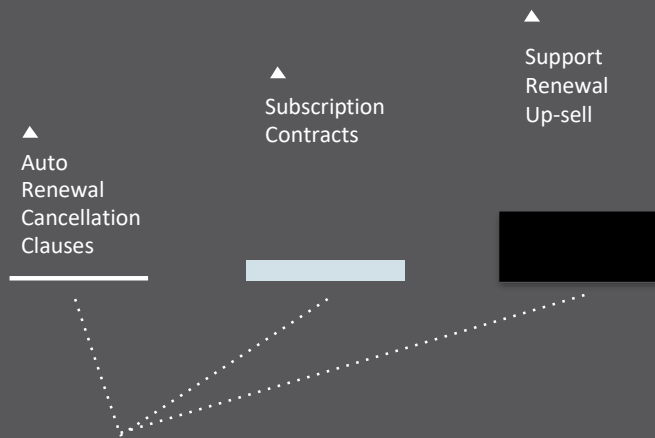 Auto
Renewal
Cancellation
Clauses
Subscription
Contracts
Support
Renewal
Up-sell